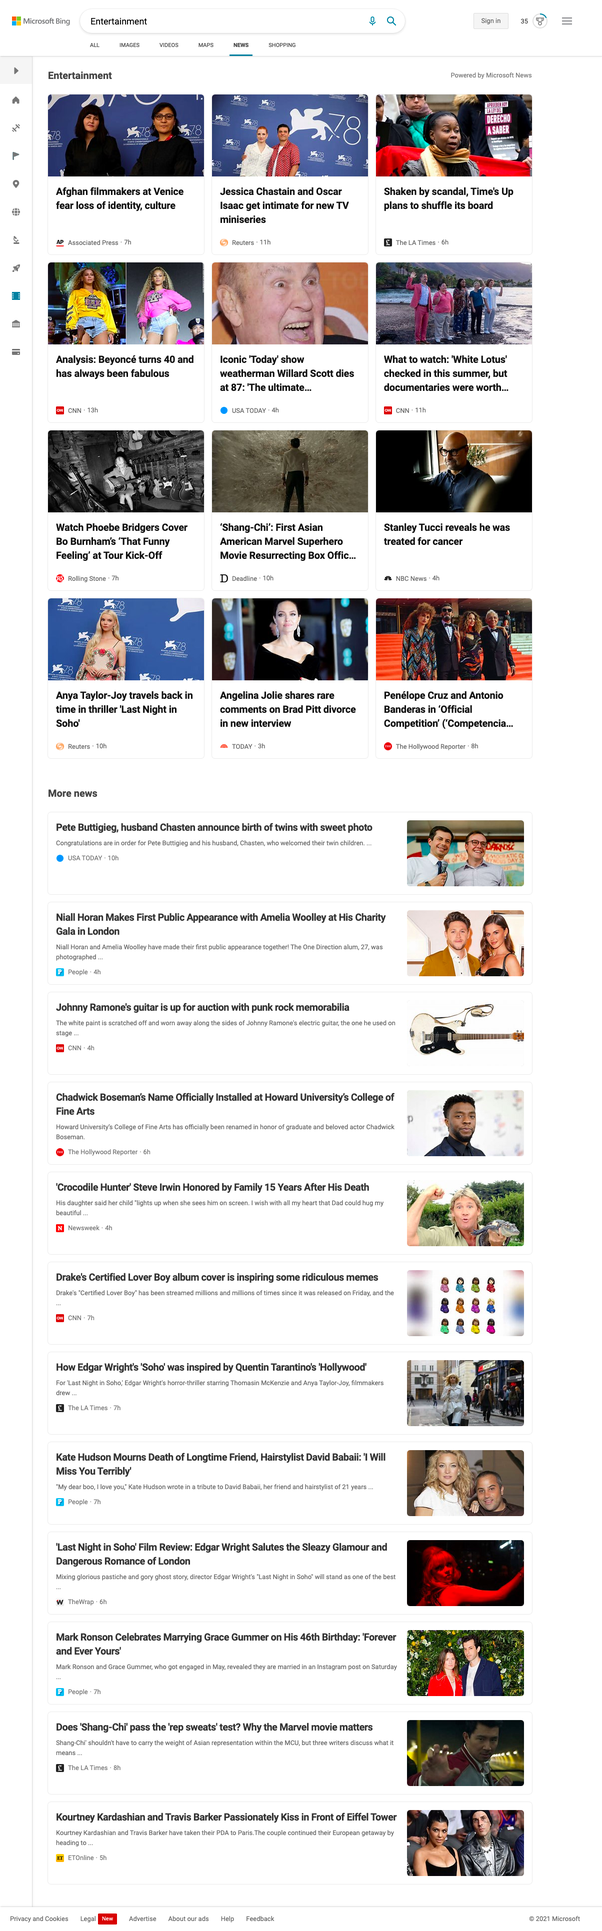 Microsoft Bing
Entertainment
Sign in
35
ALL
IMAGES
VIDEOS
MAPS
NEWS
SHOPPING
Entertainment
Powered by Microsoft News
Afghan filmmakers at Venice
fear loss of identity, culture
AP Associated Press · 7h
Jessica Chastain and Oscar
Isaac get intimate for new TV
miniseries
Reuters · 11h
DERECHO
A SABER
Shaken by scandal, Time's Up
plans to shuffle its board
The LA Times · 6h
Analysis: Beyoncé turns 40 and
has always been fabulous
CNN · 13h
Iconic 'Today' show
weatherman Willard Scott dies
at 87: 'The ultimate...
USA TODAY · 4h
What to watch: 'White Lotus'
checked in this summer, but
documentaries were worth...
CNN · 11h
Watch Phoebe Bridgers Cover
Bo Burnham's 'That Funny
Feeling' at Tour Kick-Off
Rolling Stone · 7h
'Shang-Chi': First Asian
American Marvel Superhero
Movie Resurrecting Box Offic...
Deadline · 10h
Stanley Tucci reveals he was
treated for cancer
NBC News · 4h
Anya Taylor-Joy travels back in
time in thriller 'Last Night in
Soho'
Reuters · 10h
Angelina Jolie shares rare
comments on Brad Pitt divorce
in new interview
TODAY · 3h
Penélope Cruz and Antonio
Banderas in 'Official
Competition' ('Competencia...
The Hollywood Reporter · 8h
More news
Pete Buttigieg, husband Chasten announce birth of twins with sweet photo
Congratulations are in order for Pete Buttigieg and his husband, Chasten, who welcomed their twin children. ...
USA TODAY · 10h
Niall Horan Makes First Public Appearance with Amelia Woolley at His Charity
Gala in London
Niall Horan and Amelia Woolley have made their first public appearance together! The One Direction alum, 27, was
photographed ...
People · 4h
Johnny Ramone's guitar is up for auction with punk rock memorabilia
The white paint is scratched off and worn away along the sides of Johnny Ramone's electric guitar, the one he used on
stage ...
CNN · 4h
Chadwick Boseman's Name Officially Installed at Howard University's College of
Fine Arts
Howard University's College of Fine Arts has officially been renamed in honor of graduate and beloved actor Chadwick
Boseman.
The Hollywood Reporter · 6h
'Crocodile Hunter' Steve Irwin Honored by Family 15 Years After His Death
His daughter said her child "lights up when she sees him on screen. I wish with all my heart that Dad could hug my
beautiful ...
Newsweek · 4h
Drake's Certified Lover Boy album cover is inspiring some ridiculous memes
Drake's "Certified Lover Boy" has been streamed millions and millions of times since it was released on Friday, and the
...
CNN · 7h
How Edgar Wright's 'Soho' was inspired by Quentin Tarantino's 'Hollywood'
For 'Last Night in Soho,' Edgar Wright's horror-thriller starring Thomasin McKenzie and Anya Taylor-Joy, filmmakers
drew ...
The LA Times · 7h
Kate Hudson Mourns Death of Longtime Friend, Hairstylist David Babaii: 'I Will
Miss You Terribly'
"My dear boo, I love you," Kate Hudson wrote in a tribute to David Babaii, her friend and hairstylist of 21 years ...
People · 7h
'Last Night in Soho' Film Review: Edgar Wright Salutes the Sleazy Glamour and
Dangerous Romance of London
Mixing glorious pastiche and gory ghost story, director Edgar Wright's "Last Night in Soho" will stand as one of the best
...
TheWrap · 6h
Mark Ronson Celebrates Marrying Grace Gummer on His 46th Birthday: 'Forever
and Ever Yours'
Mark Ronson and Grace Gummer, who got engaged in May, revealed they are married in an Instagram post on Saturday
...
People · 7h
Does 'Shang-Chi' pass the 'rep sweats' test? Why the Marvel movie matters
Shang-Chi' shouldn't have to carry the weight of Asian representation within the MCU, but three writers discuss what it
means ...
The LA Times · 8h
Kourtney Kardashian and Travis Barker Passionately Kiss in Front of Eiffel Tower
Kourtney Kardashian and Travis Barker have taken their PDA to Paris.The couple continued their European getaway by
heading to ...
ET ETOnline · 5h
Privacy and Cookies
Legal New
Advertise
About our ads
Help
Feedback
© 2021 Microsoft